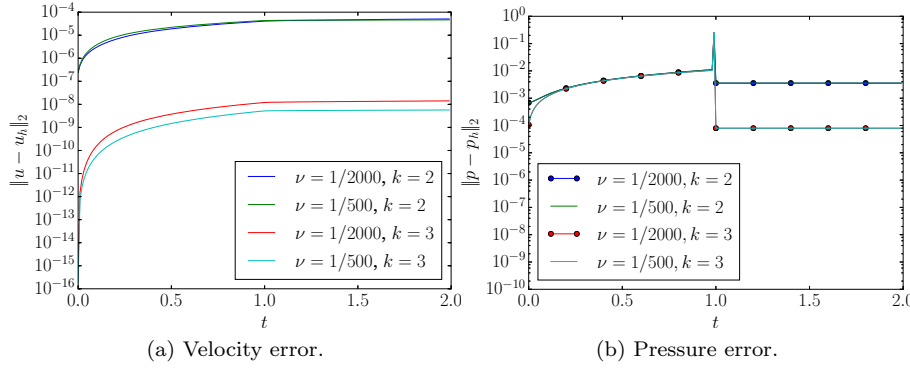 10⁻⁴
10⁻⁵
10⁻⁶
10⁻⁷
10⁻⁸
10⁻⁹
10⁻¹⁰
10⁻¹¹
10⁻¹²
10⁻¹³
10⁻¹⁴
10⁻¹⁵
10⁻¹⁶
‖u − u_h‖₂
ν = 1/2000, k = 2
ν = 1/500, k = 2
ν = 1/2000, k = 3
ν = 1/500, k = 3
0.0 0.5 1.0 1.5 2.0
t
(a) Velocity error.
10⁰
10⁻¹
10⁻²
10⁻³
10⁻⁴
10⁻⁵
10⁻⁶
10⁻⁷
10⁻⁸
10⁻⁹
10⁻¹⁰
‖p − p_h‖₂
ν = 1/2000, k = 2
ν = 1/500, k = 2
ν = 1/2000, k = 3
ν = 1/500, k = 3
0.0 0.5 1.0 1.5 2.0
t
(b) Pressure error.